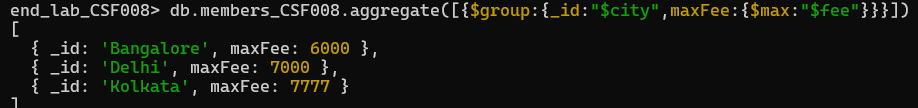 end_lab_CSF008> db.members_CSF008.aggregate([{$group:{_id:"$city",maxFee:{$max:"$fee"}}}])
[
  { _id: 'Bangalore', maxFee: 6000 },
  { _id: 'Delhi', maxFee: 7000 },
  { _id: 'Kolkata', maxFee: 7777 }
]